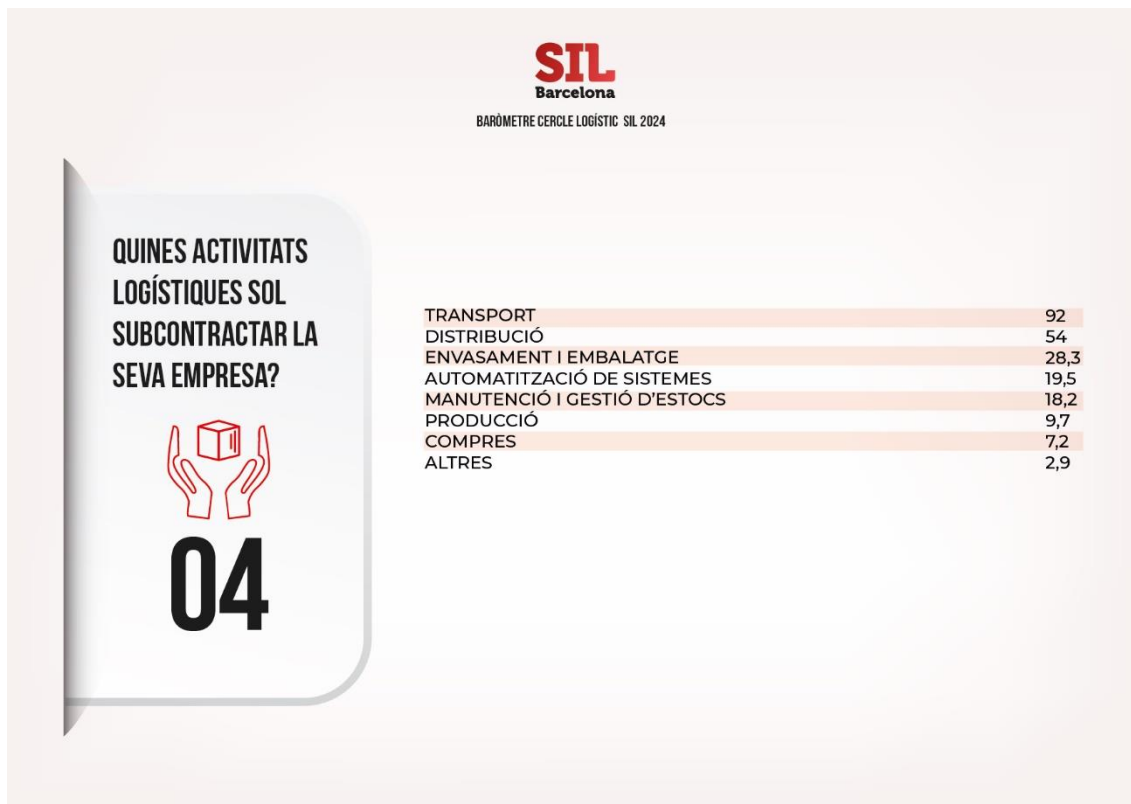 SIL
Barcelona
BARÒMETRE CERCLE LOGÍSTIC SIL 2024
QUINES ACTIVITATS
LOGÍSTIQUES SOL
SUBCONTRACTAR LA
SEVA EMPRESA?
04
TRANSPORT 92
DISTRIBUCIÓ 54
ENVASAMENT I EMBALATGE 28,3
AUTOMATITZACIÓ DE SISTEMES 19,5
MANUTENCIÓ I GESTIÓ D'ESTOCS 18,2
PRODUCCIÓ 9,7
COMPRES 7,2
ALTRES 2,9